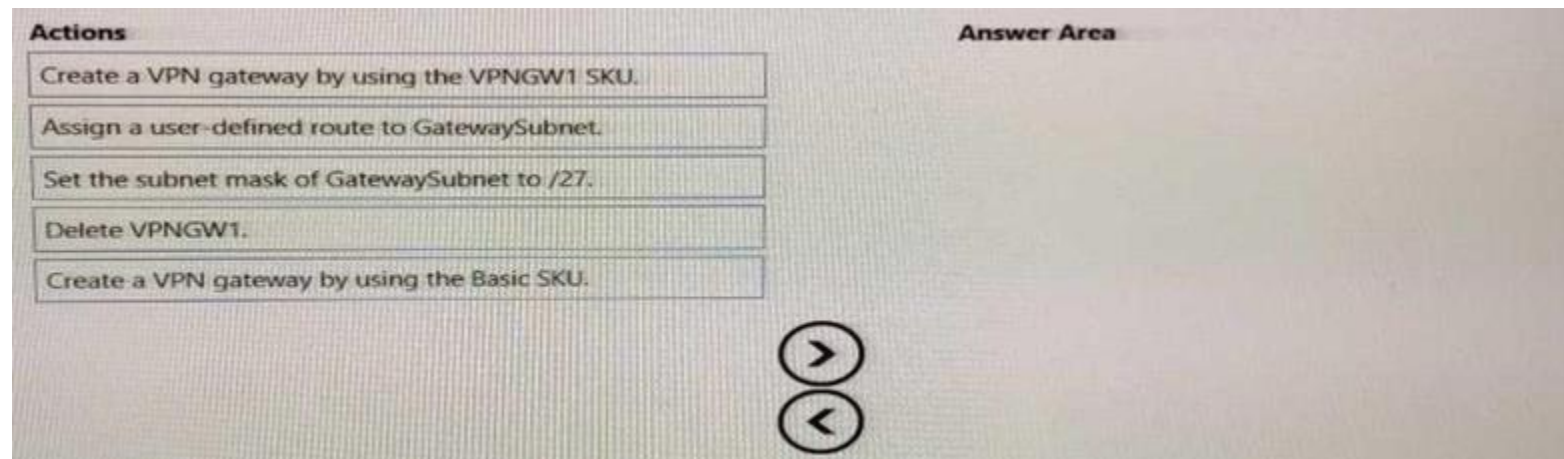 Actions
Answer Area
Create a VPN gateway by using the VPNGW1 SKU.
Assign a user-defined route to GatewaySubnet.
Set the subnet mask of GatewaySubnet to /27.
Delete VPNGW1.
Create a VPN gateway by using the Basic SKU.